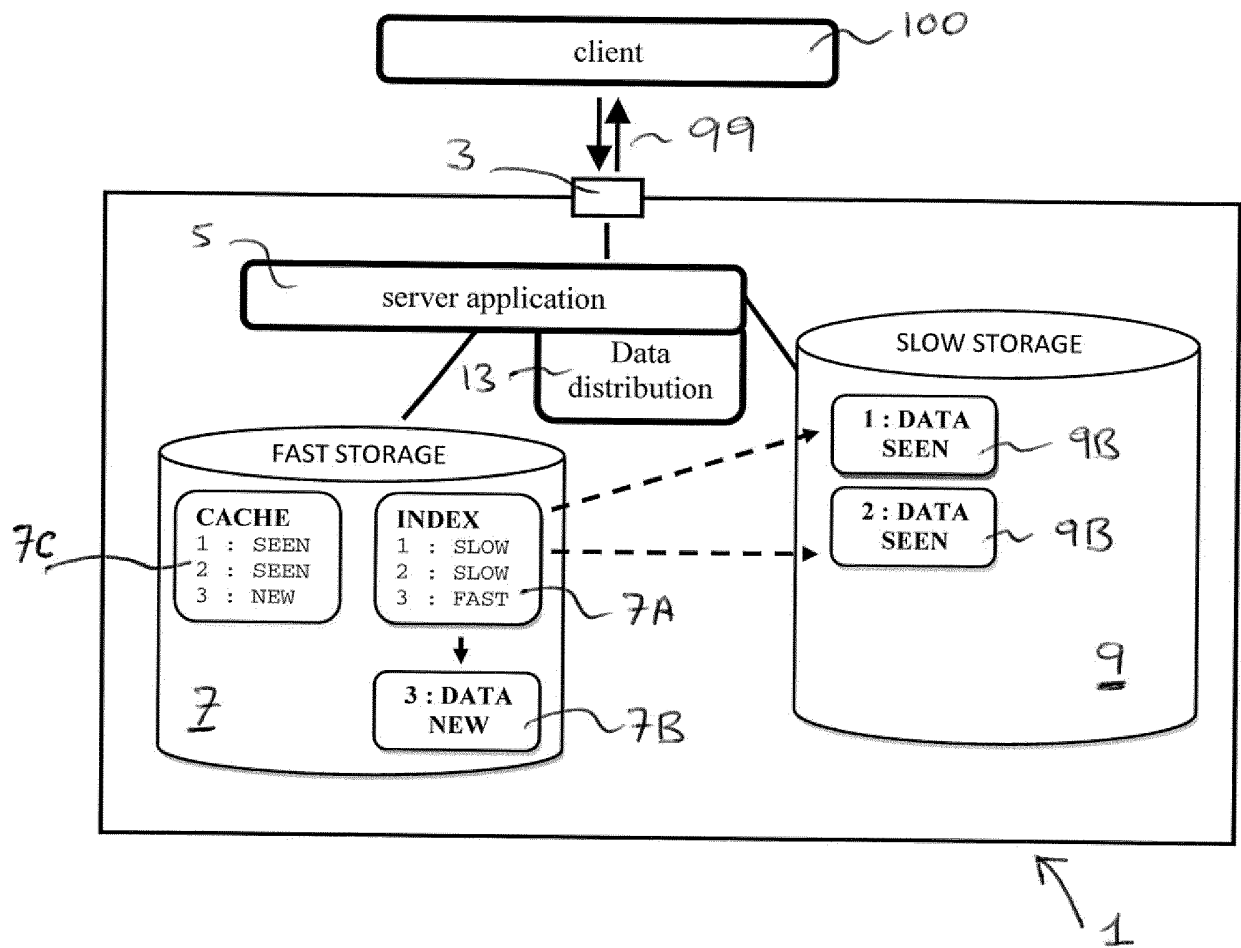 client
100
99
3
5
server application
Data
distribution
13
SLOW STORAGE
1 : DATA
SEEN
9B
2 : DATA
SEEN
9B
9
FAST STORAGE
CACHE
1 : SEEN
2 : SEEN
3 : NEW
7C
INDEX
1 : SLOW
2 : SLOW
3 : FAST
7A
3 : DATA
NEW
7B
7
1